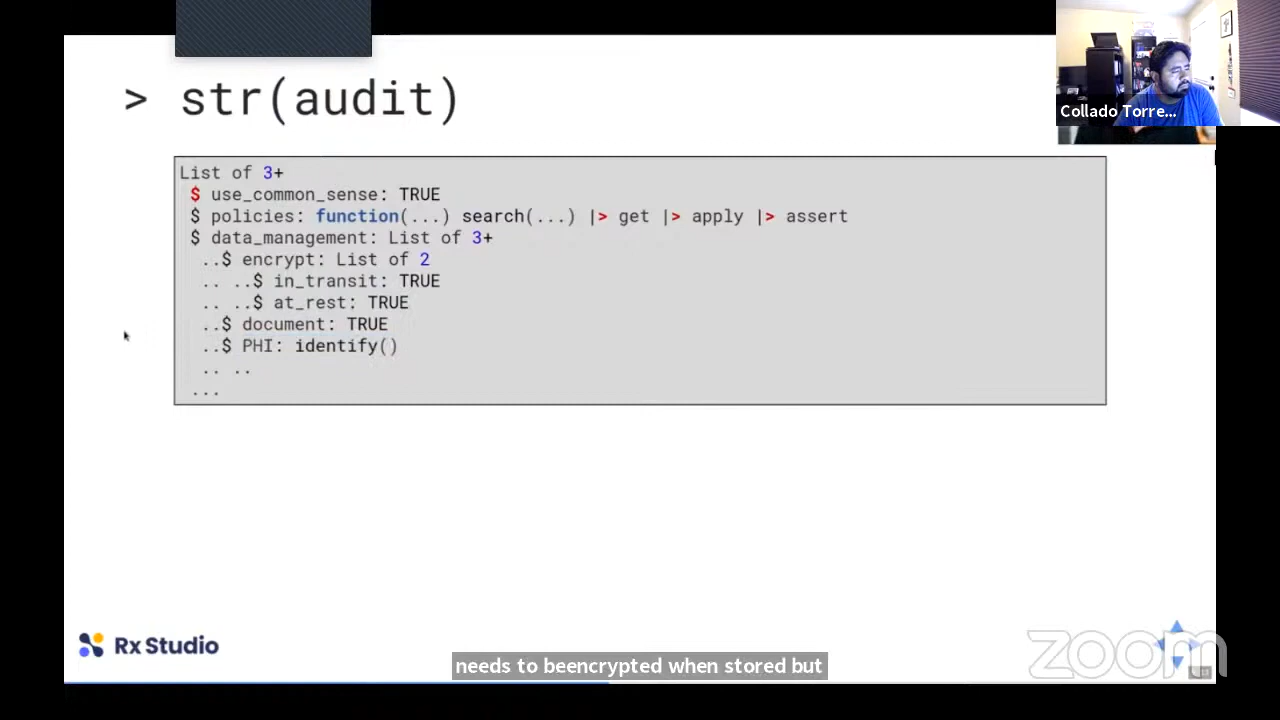 > str(audit)
Collado Torre...
List of 3+
$ use_common_sense: TRUE
$ policies: function(...) search(...) |> get |> apply |> assert
$ data_management: List of 3+
..$ encrypt: List of 2
.. ..$ in_transit: TRUE
.. ..$ at_rest: TRUE
..$ document: TRUE
..$ PHI: identify()
.. ..
...
Rx Studio
zoom
needs to beencrypted when stored but